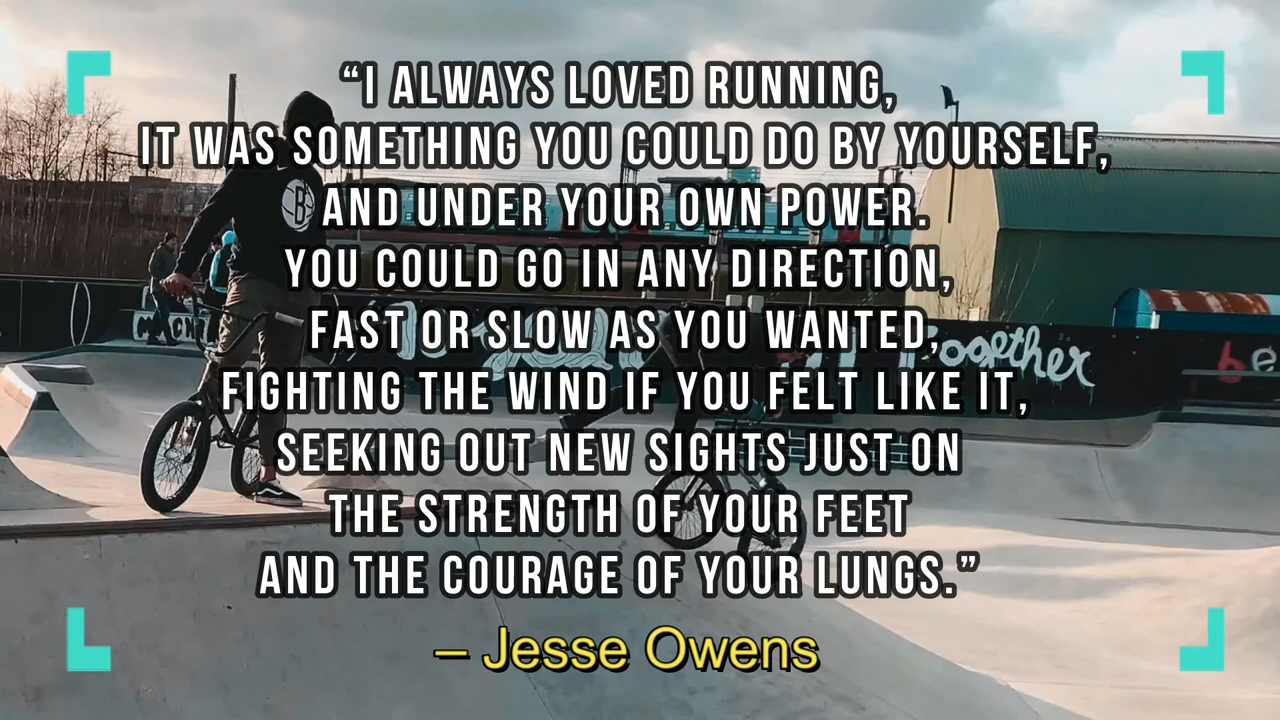 “I ALWAYS LOVED RUNNING,
IT WAS SOMETHING YOU COULD DO BY YOURSELF,
AND UNDER YOUR OWN POWER.
YOU COULD GO IN ANY DIRECTION,
FAST OR SLOW AS YOU WANTED,
FIGHTING THE WIND IF YOU FELT LIKE IT,
SEEKING OUT NEW SIGHTS JUST ON
THE STRENGTH OF YOUR FEET
AND THE COURAGE OF YOUR LUNGS.”
– Jesse Owens
B
Together
be